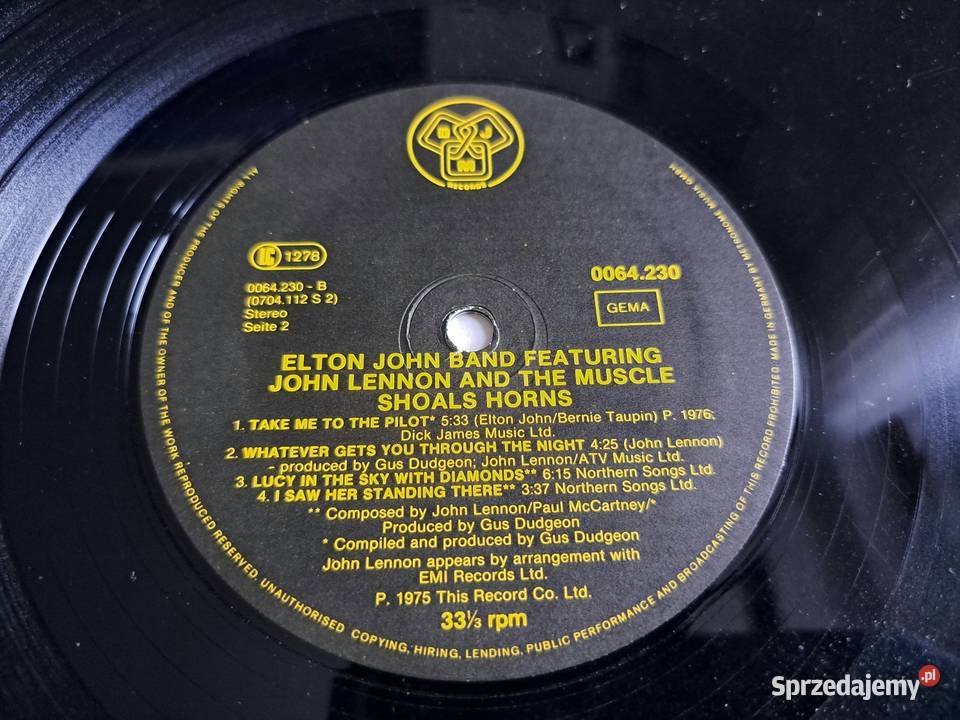 D J M
RECORDS
LC 1278
0064.230 - B
(0704.112 S 2)
Stereo
Seite 2
0064.230
GEMA
ELTON JOHN BAND FEATURING
JOHN LENNON AND THE MUSCLE
SHOALS HORNS
1. TAKE ME TO THE PILOT* 5:33 (Elton John/Bernie Taupin) P. 1976,
Dick James Music Ltd.
2. WHATEVER GETS YOU THROUGH THE NIGHT 4:25 (John Lennon)
- produced by Gus Dudgeon; John Lennon/ATV Music Ltd.
3. LUCY IN THE SKY WITH DIAMONDS** 6:15 Northern Songs Ltd.
4. I SAW HER STANDING THERE** 3:37 Northern Songs Ltd.
** Composed by John Lennon/Paul McCartney/*
Produced by Gus Dudgeon
* Compiled and produced by Gus Dudgeon
John Lennon appears by arrangement with
EMI Records Ltd.
P. 1975 This Record Co. Ltd.
33⅓ rpm
ALL RIGHTS OF THE PRODUCER AND OF THE OWNER OF THE WORK REPRODUCED RESERVED. UNAUTHORISED COPYING, HIRING, LENDING, PUBLIC PERFORMANCE AND BROADCASTING OF THIS RECORD PROHIBITED. MADE IN GERMANY BY METRONOME MUSIK GMBH
Sprzedajemy.pl